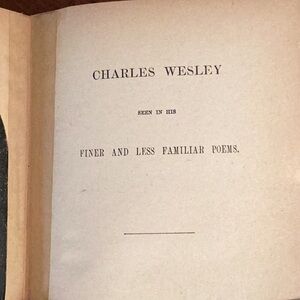 CHARLES WESLEY
SEEN IN HIS
FINER AND LESS FAMILIAR POEMS.